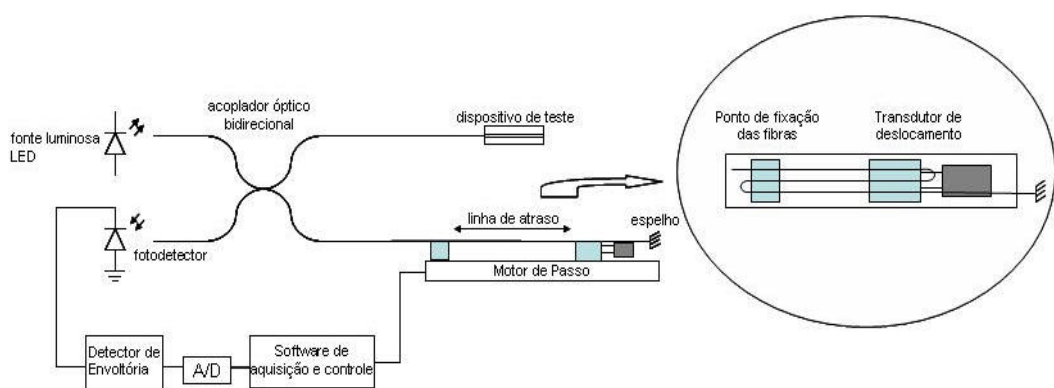 acoplador óptico
bidirecional
fonte luminosa
LED
dispositivo de teste
fotodetector
linha de atraso
espelho
Motor de Passo
Detector de
Envoltória
A/D
Software de
aquisição e controle
Ponto de fixação
das fibras
Transdutor de
deslocamento